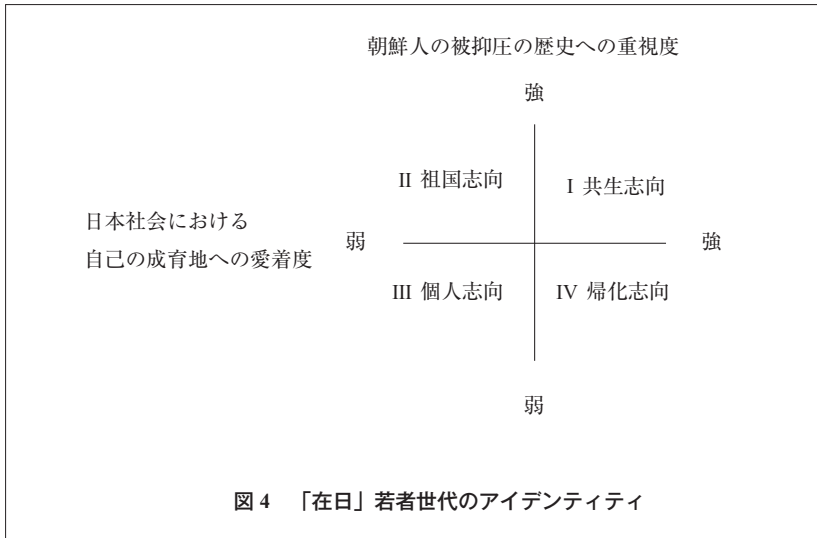 朝鮮人の被抑圧の歴史への重視度
強
II 祖国志向
I 共生志向
日本社会における
自己の成育地への愛着度
弱
強
III 個人志向
IV 帰化志向
弱
図 4 「在日」若者世代のアイデンティティ